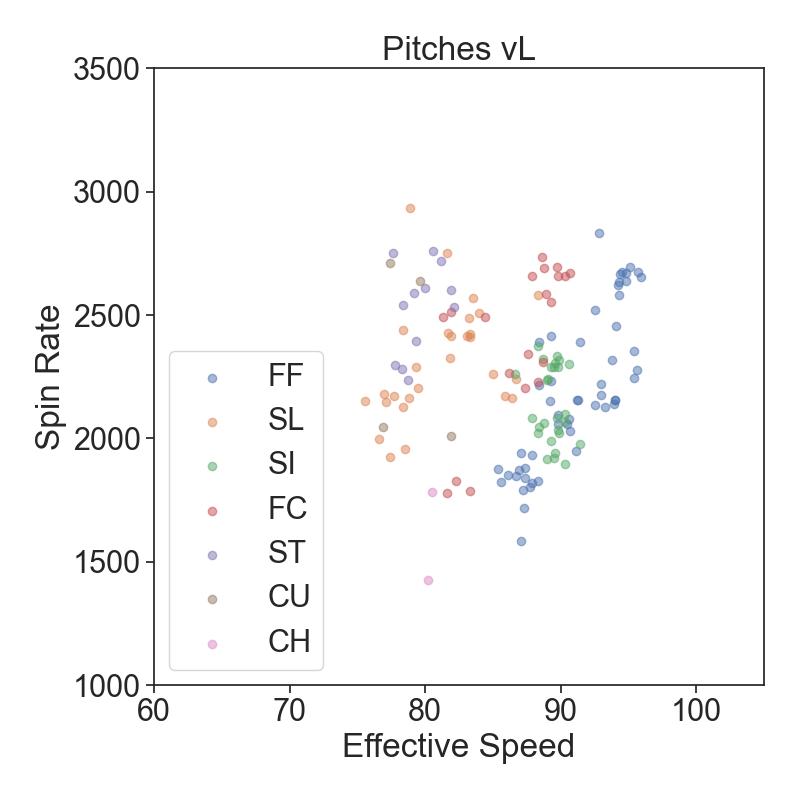 Pitches vL
3500
3000
2500
2000
1500
1000
Spin Rate
FF
SL
SI
FC
ST
CU
CH
60 70 80 90 100
Effective Speed